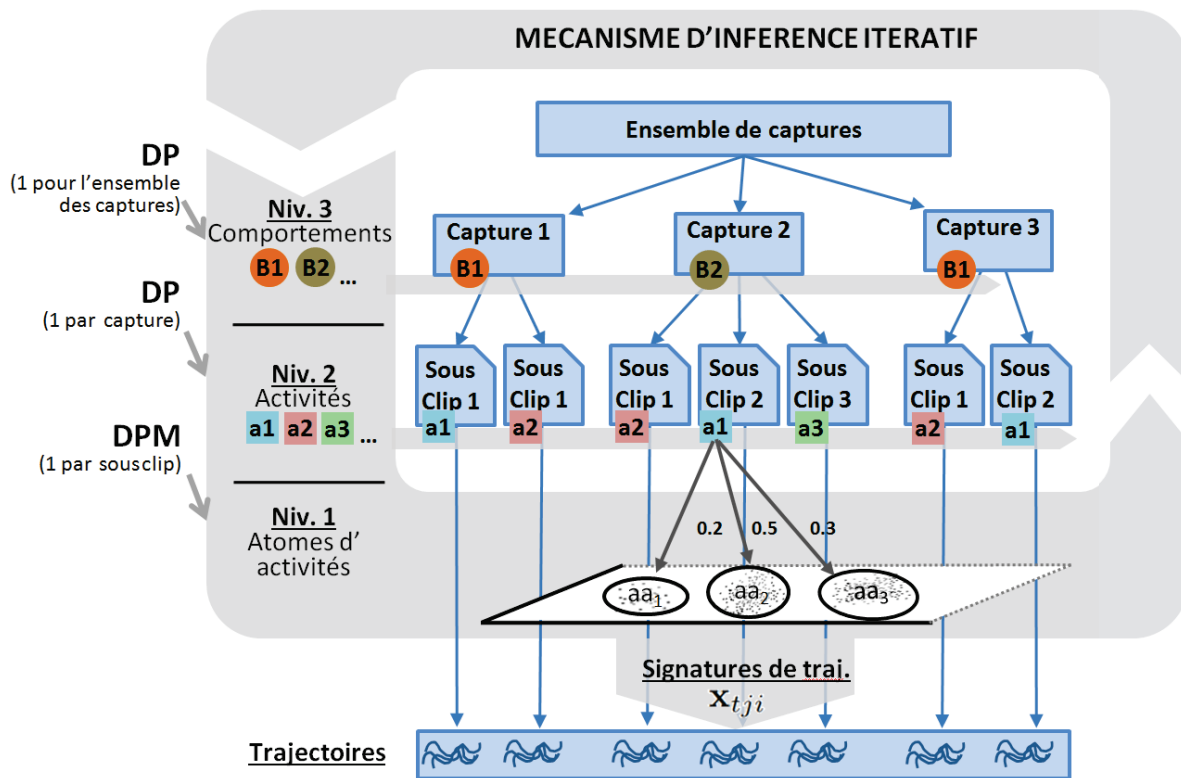 MECANISME D'INFERENCE ITERATIF
Ensemble de captures
DP
(1 pour l'ensemble
des captures)
Niv. 3
Comportements
B1 B2 ...
Capture 1
B1
Capture 2
B2
Capture 3
B1
DP
(1 par capture)
Niv. 2
Activités
a1 a2 a3 ...
Sous
Clip 1
a1
Sous
Clip 1
a2
Sous
Clip 1
a2
Sous
Clip 2
a1
Sous
Clip 3
a3
Sous
Clip 1
a2
Sous
Clip 2
a1
DPM
(1 par sous clip)
Niv. 1
Atomes d'
activités
0.2 0.5 0.3
aa1 aa2 aa3
Signatures de traj.
x tji
Trajectoires